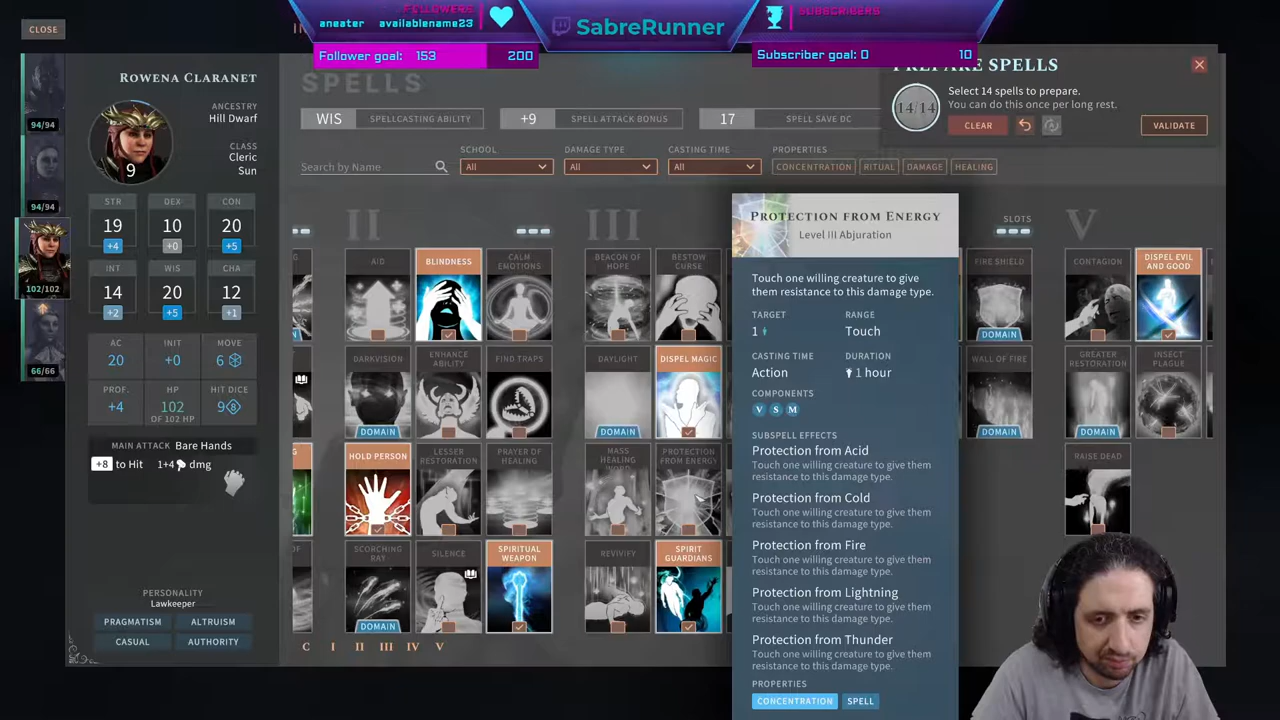 FOLLOWERS
aneater availablename23
Follower goal: 153 200
SabreRunner
SUBSCRIBERS
Subscriber goal: 0 10
CLOSE
94/94
94/94
102/102
66/66
ROWENA CLARANET
ANCESTRY
Hill Dwarf
CLASS
Cleric
Sun
9
STR DEX CON
19 10 20
+4 +0 +5
INT WIS CHA
14 20 12
+2 +5 +1
AC INIT MOVE
20 +0 6
PROF. HP HIT DICE
+4 102 9
OF 102 HP
8
MAIN ATTACK Bare Hands
+8 to Hit 1+4 dmg
PERSONALITY
Lawkeeper
PRAGMATISM ALTRUISM
CASUAL AUTHORITY
SPELLS
WIS SPELLCASTING ABILITY +9 SPELL ATTACK BONUS 17 SPELL SAVE DC
Search by Name
SCHOOL DAMAGE TYPE CASTING TIME PROPERTIES
All All All CONCENTRATION RITUAL DAMAGE HEALING
PREPARE SPELLS
14/14
Select 14 spells to prepare.
You can do this once per long rest.
CLEAR VALIDATE
II III V
SLOTS
AID BLINDNESS CALM EMOTIONS
DARKVISION ENHANCE ABILITY FIND TRAPS
DOMAIN
HOLD PERSON LESSER RESTORATION PRAYER OF HEALING
SCORCHING RAY SILENCE SPIRITUAL WEAPON
DOMAIN
BEACON OF HOPE BESTOW CURSE
DAYLIGHT DISPEL MAGIC
DOMAIN
MASS HEALING WORD PROTECTION FROM ENERGY
REVIVIFY SPIRIT GUARDIANS
FIRE SHIELD
DOMAIN
WALL OF FIRE
DOMAIN
CONTAGION DISPEL EVIL AND GOOD
GREATER RESTORATION INSECT PLAGUE
RAISE DEAD
C I II III IV V
PROTECTION FROM ENERGY
Level III Abjuration
Touch one willing creature to give
them resistance to this damage type.
TARGET RANGE
1 Touch
CASTING TIME DURATION
Action 1 hour
COMPONENTS
V S M
SUBSPELL EFFECTS
Protection from Acid
Touch one willing creature to give them
resistance to this damage type.
Protection from Cold
Touch one willing creature to give them
resistance to this damage type.
Protection from Fire
Touch one willing creature to give them
resistance to this damage type.
Protection from Lightning
Touch one willing creature to give them
resistance to this damage type.
Protection from Thunder
Touch one willing creature to give them
resistance to this damage type.
PROPERTIES
CONCENTRATION SPELL